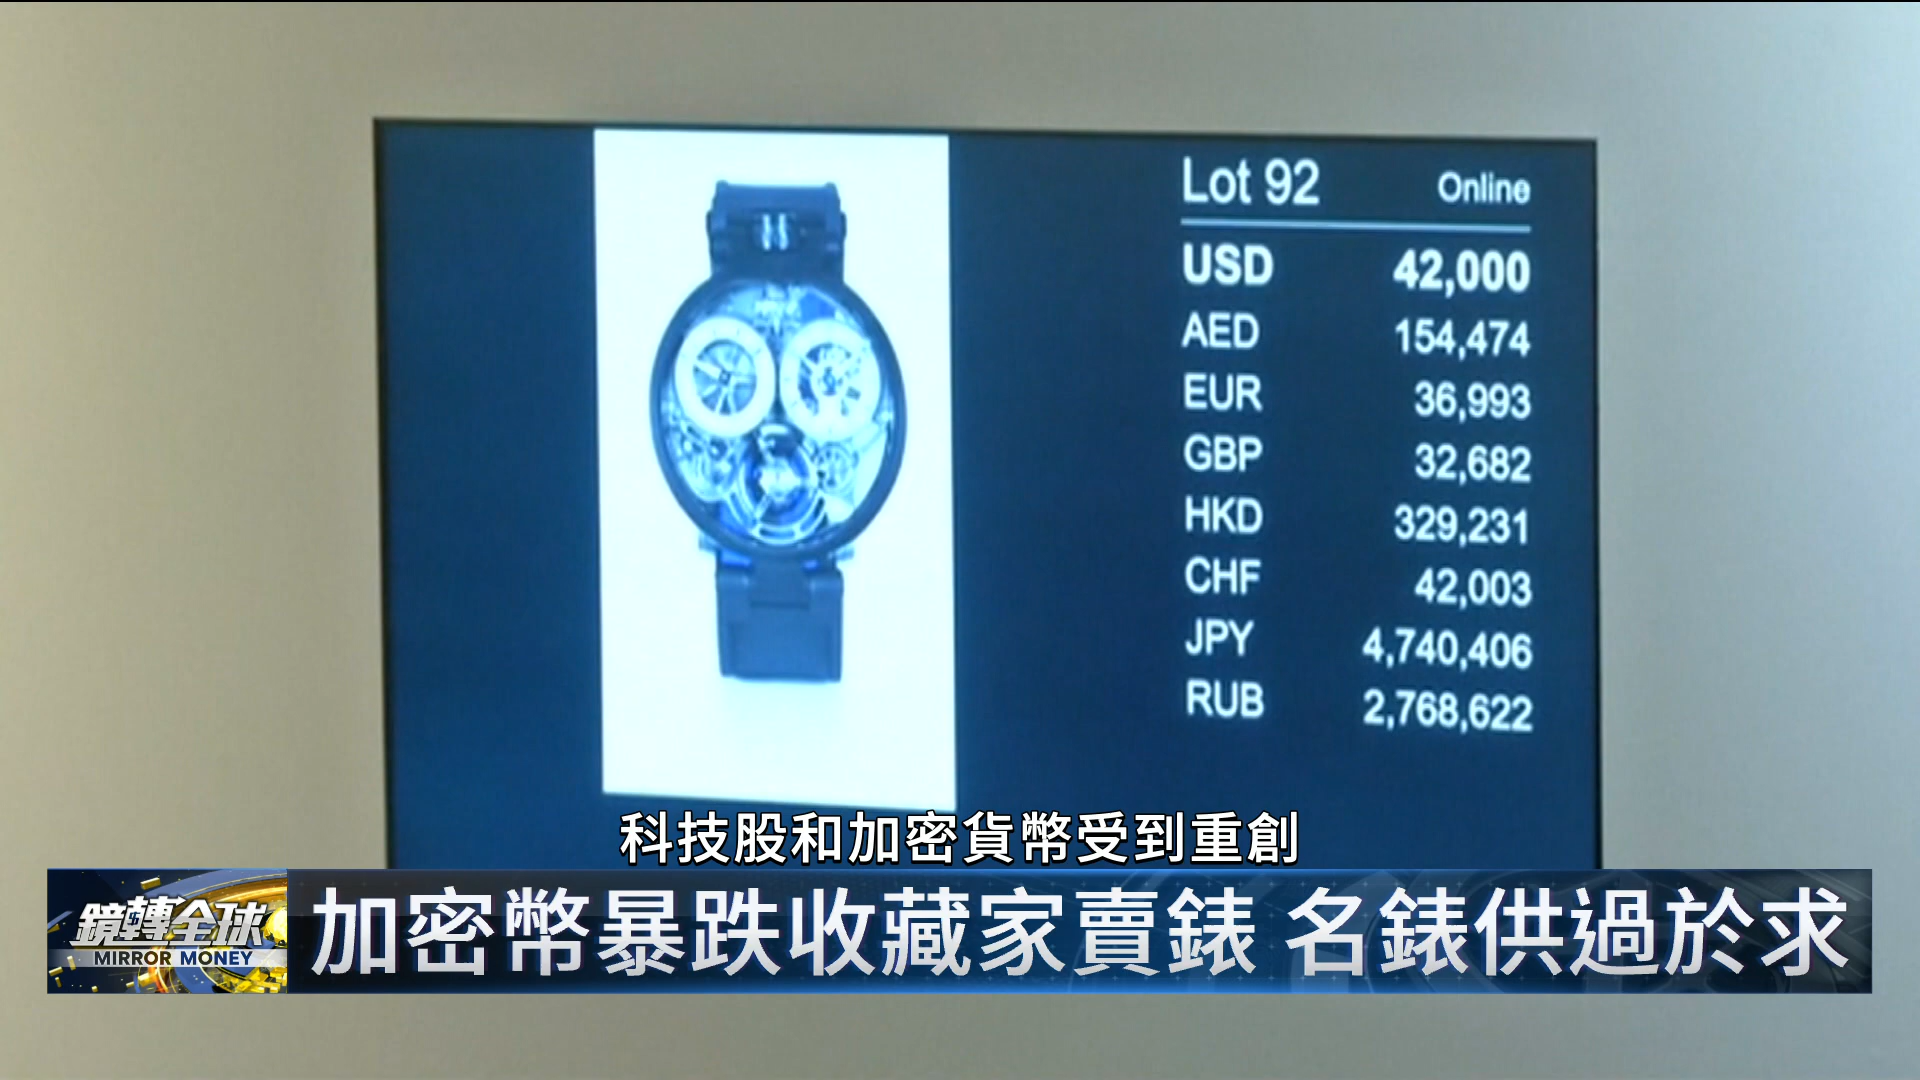 Lot 92 Online
USD 42,000
AED 154,474
EUR 36,993
GBP 32,682
HKD 329,231
CHF 42,003
JPY 4,740,406
RUB 2,768,622
科技股和加密貨幣受到重創
鏡轉全球
MIRROR MONEY
加密幣暴跌收藏家賣錶 名錶供過於求